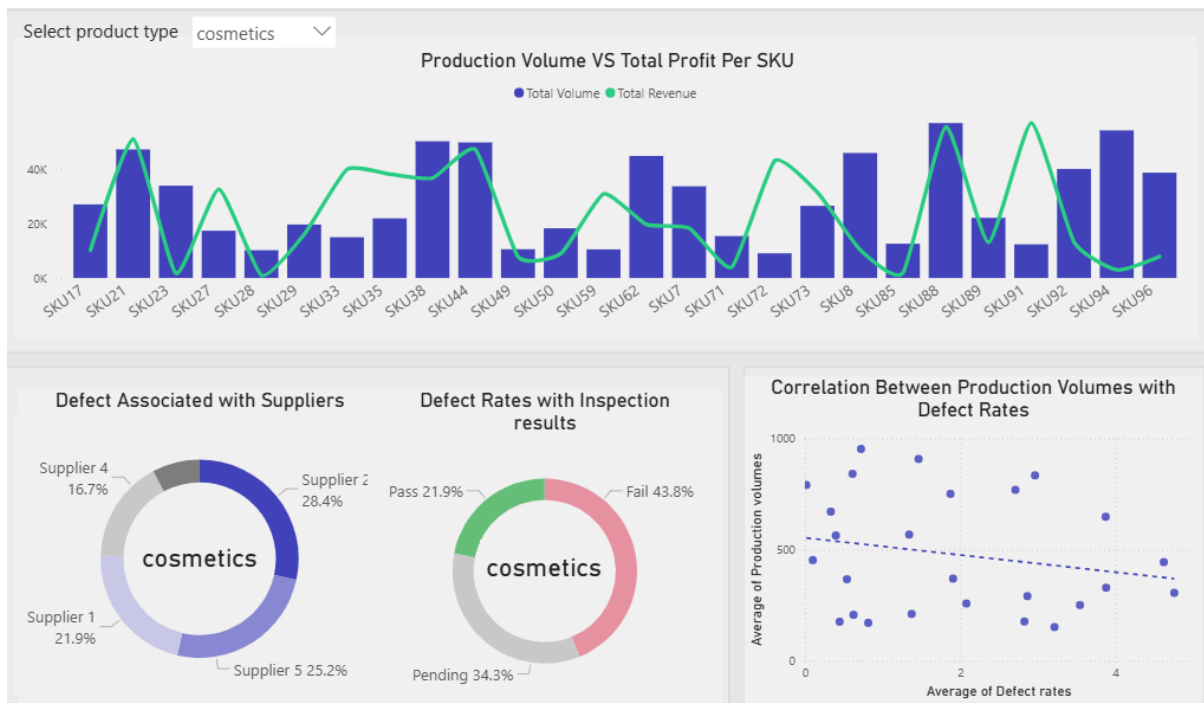 Select product type cosmetics
Production Volume VS Total Profit Per SKU
Total Volume Total Revenue
40K
20K
0K
SKU17 SKU21 SKU23 SKU27 SKU28 SKU29 SKU33 SKU35 SKU38 SKU44 SKU49 SKU50 SKU59 SKU62 SKU7 SKU71 SKU72 SKU73 SKU8 SKU85 SKU88 SKU89 SKU91 SKU92 SKU94 SKU96
Defect Associated with Suppliers
Supplier 4
16.7%
Supplier 2
28.4%
cosmetics
Supplier 1
21.9%
Supplier 5 25.2%
Defect Rates with Inspection
results
Pass 21.9%
Fail 43.8%
cosmetics
Pending 34.3%
Correlation Between Production Volumes with
Defect Rates
Average of Production volumes
1000
500
0
0 2 4
Average of Defect rates